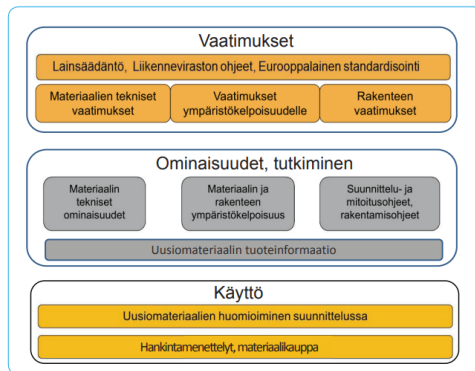 Vaatimukset
Lainsäädäntö, Liikenneviraston ohjeet, Eurooppalainen standardisointi
Materiaalien tekniset
vaatimukset
Vaatimukset
ympäristökelpoisuudelle
Rakenteen
vaatimukset
Ominaisuudet, tutkiminen
Materiaalin
tekniset
ominaisuudet
Materiaalin ja
rakenteen
ympäristökelpoisuus
Suunnittelu- ja
mitoitusohjeet,
rakentamisohjeet
Uusiomateriaalin tuoteinformaatio
Käyttö
Uusiomateriaalien huomioiminen suunnittelussa
Hankintamenettelyt, materiaalikauppa